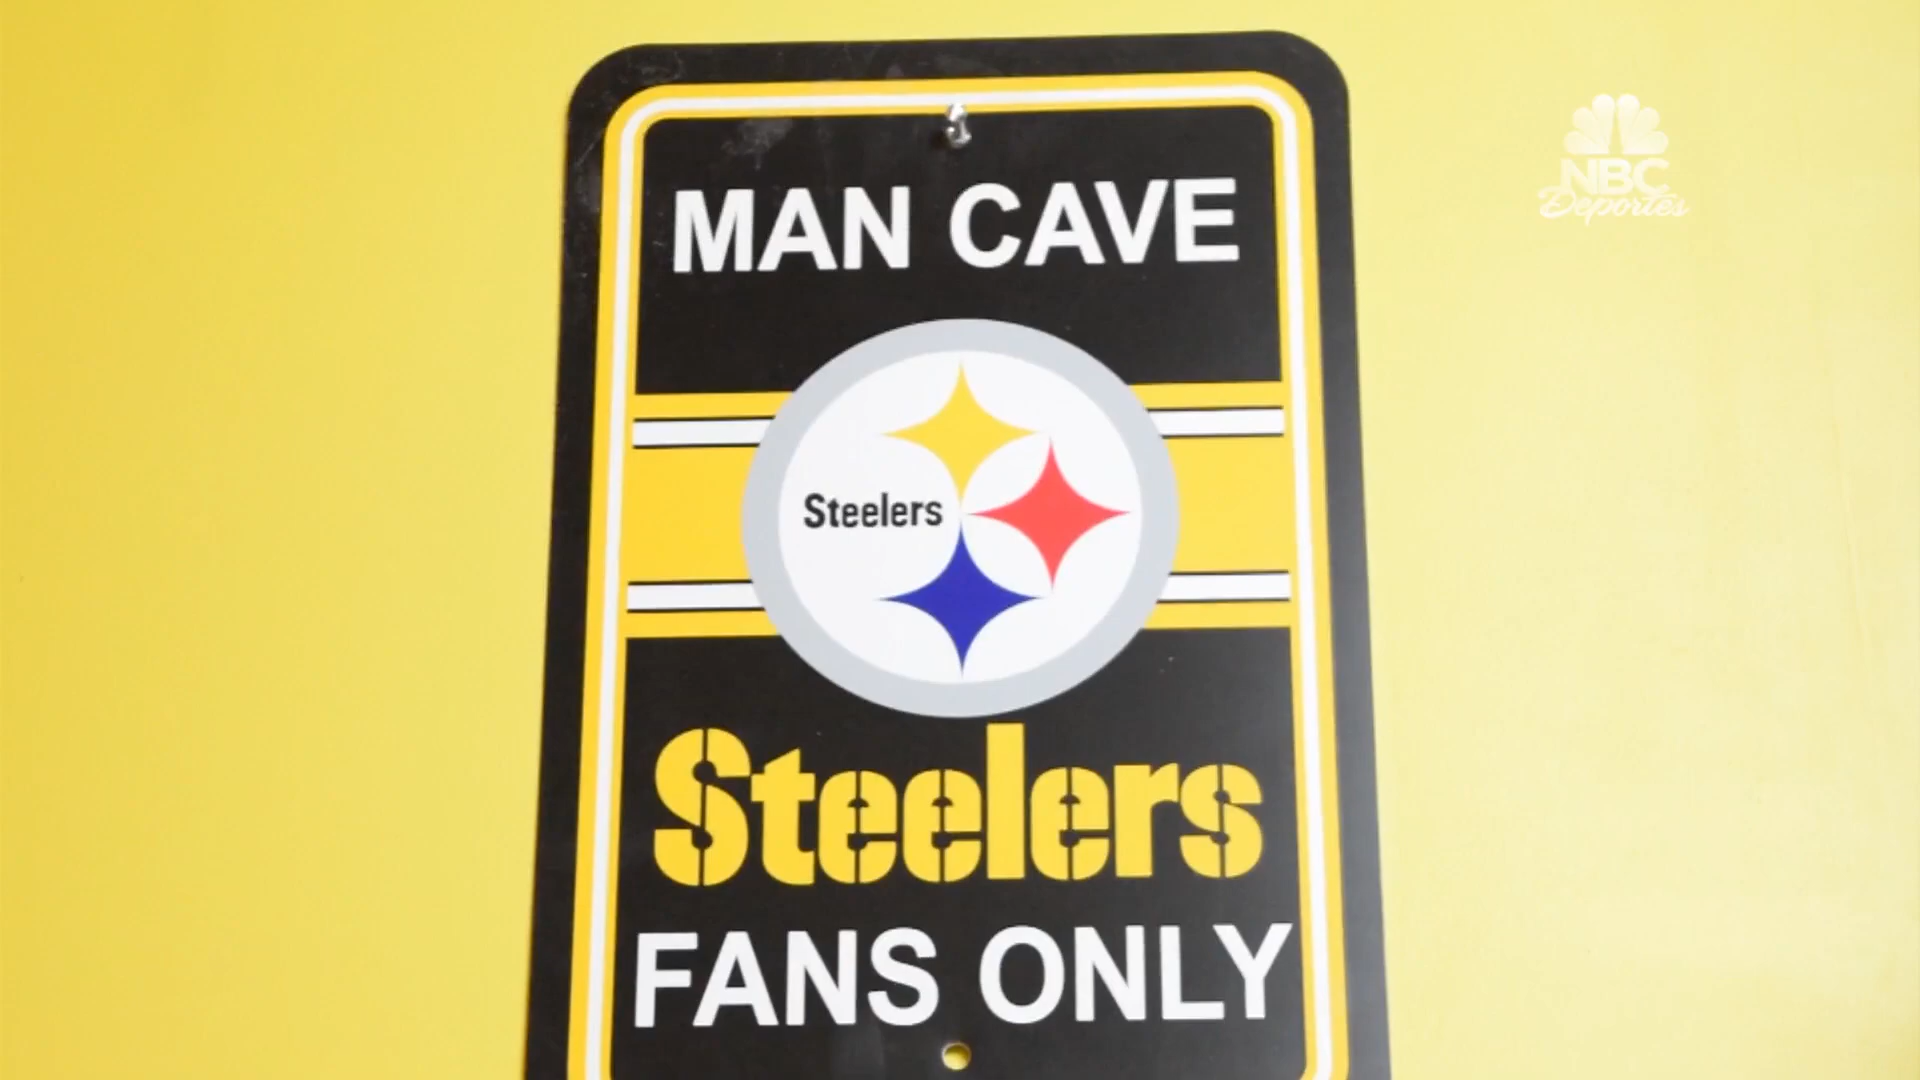 MAN CAVE
NBC
Deportes
Steelers
Steelers
FANS ONLY